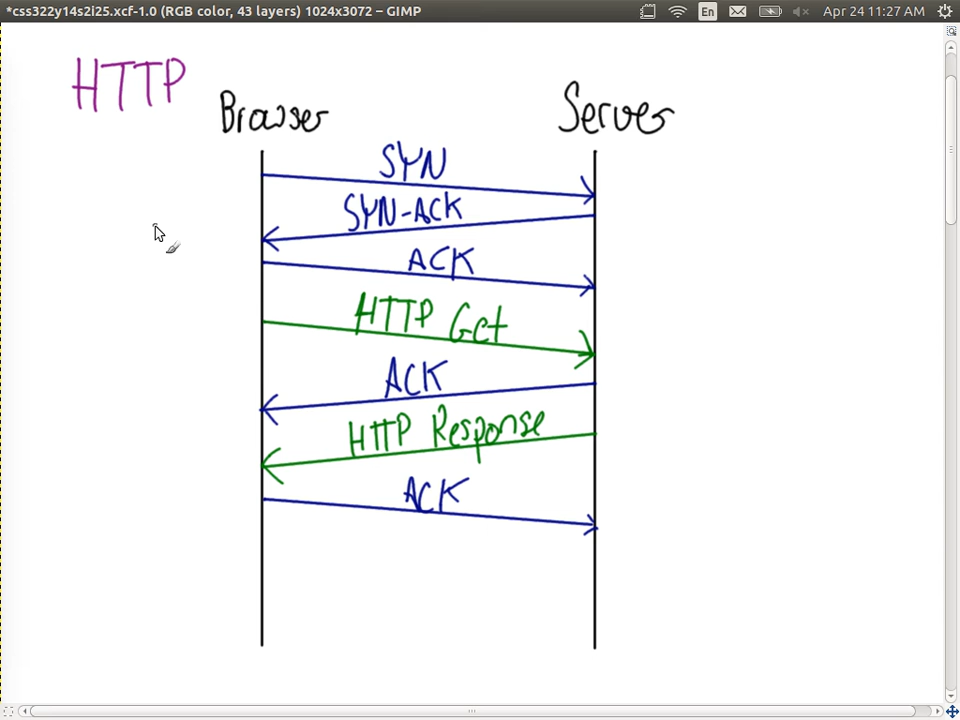 *css322y14s2i25.xcf-1.0 (RGB color, 43 layers) 1024x3072 – GIMP
En
Apr 24 11:27 AM
HTTP
Browser
Server
SYN
SYN-ACK
ACK
HTTP Get
ACK
HTTP Response
ACK